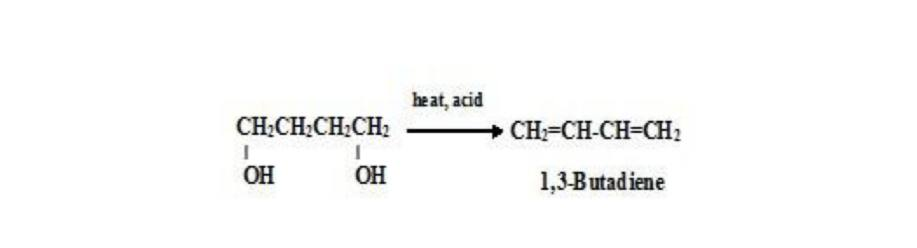 heat, acid
CH₂CH₂CH₂CH₂ CH₂=CH-CH=CH₂
OH OH
1,3-Butadiene